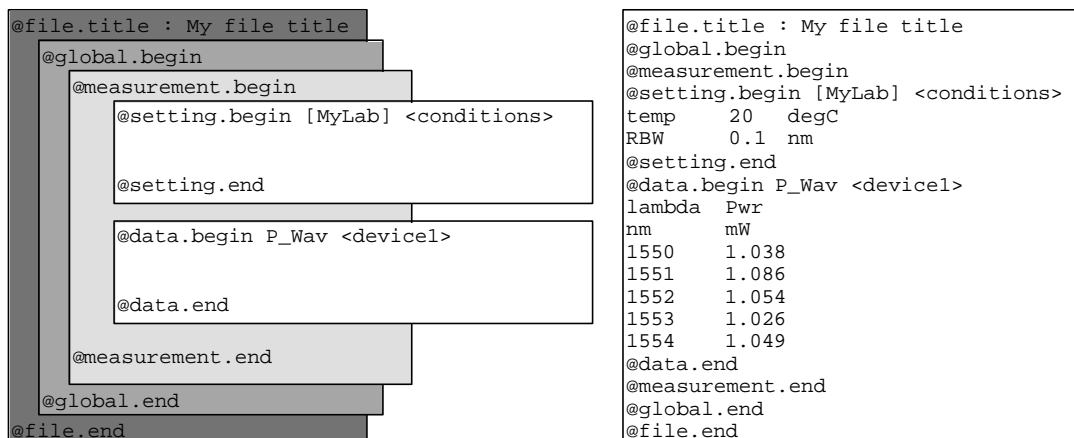 @file.title : My file title
@global.begin
@measurement.begin
@setting.begin [MyLab] <conditions>
@setting.end
@data.begin P_Wav <device1>
@data.end
@measurement.end
@global.end
@file.end
@file.title : My file title
@global.begin
@measurement.begin
@setting.begin [MyLab] <conditions>
temp 20 degC
RBW 0.1 nm
@setting.end
@data.begin P_Wav <device1>
lambda Pwr
nm mW
1550 1.038
1551 1.086
1552 1.054
1553 1.026
1554 1.049
@data.end
@measurement.end
@global.end
@file.end